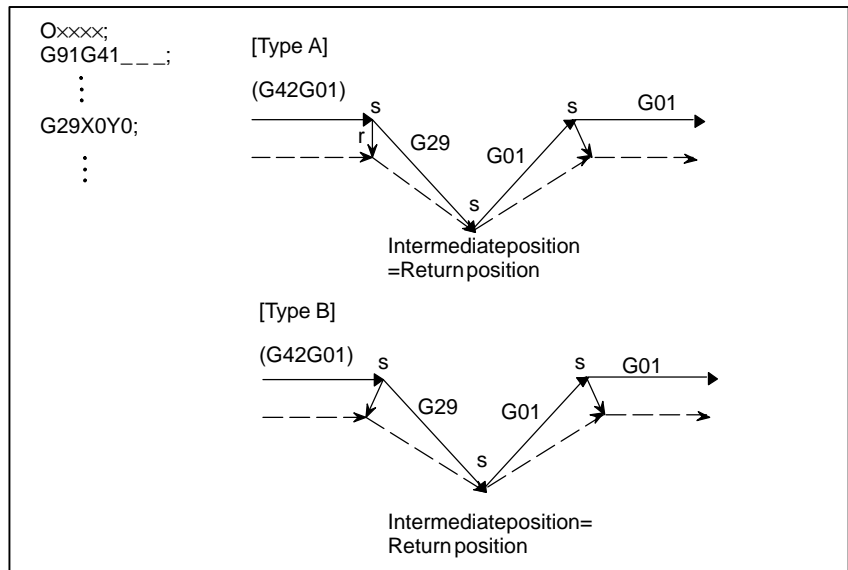 O××××;
G91G41_ _ _;
G29X0Y0;
[Type A]
(G42G01)
s
s
G01
r
G29
G01
s
Intermediateposition
=Returnposition
[Type B]
(G42G01)
s
s
G01
G29
G01
s
Intermediateposition=
Returnposition